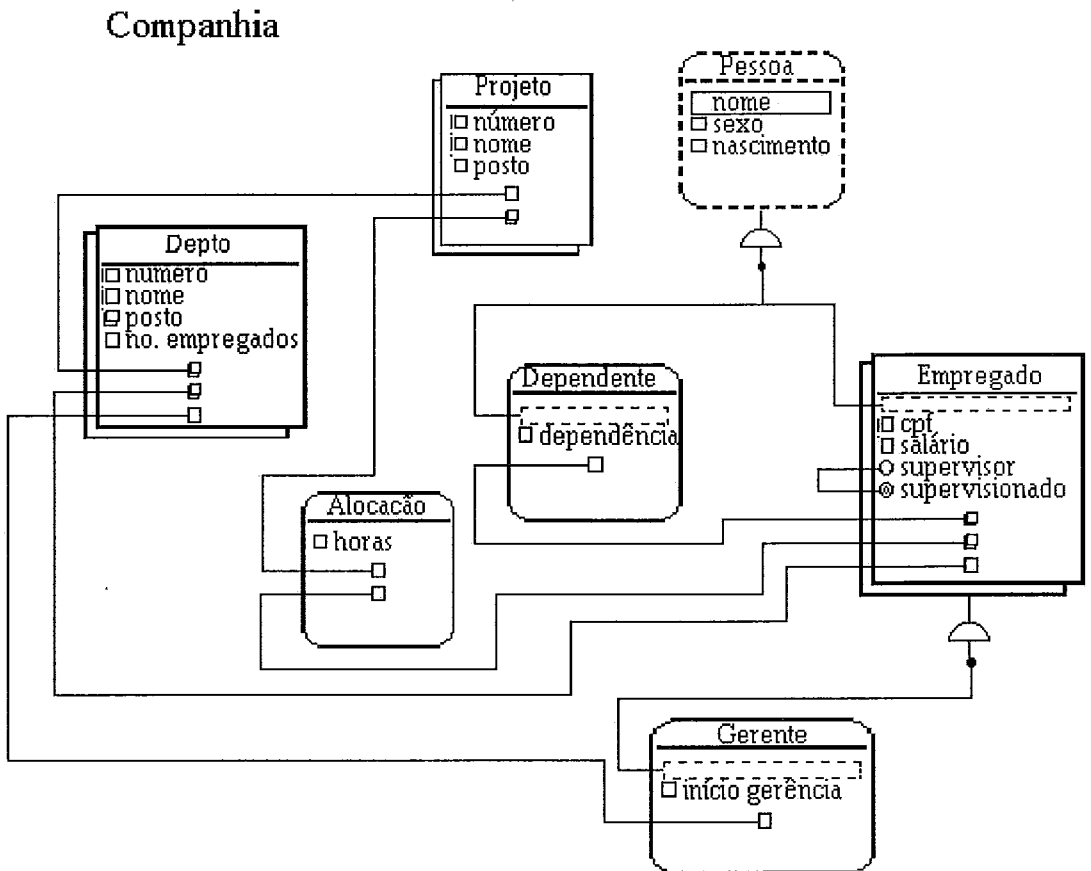 Companhia
Projeto
número
nome
posto
Pessoa
nome
sexo
nascimento
Depto
numero
nome
posto
no. empregados
Dependente
dependência
Empregado
cpf
salário
supervisor
supervisionado
Alocacão
horas
Gerente
início gerência